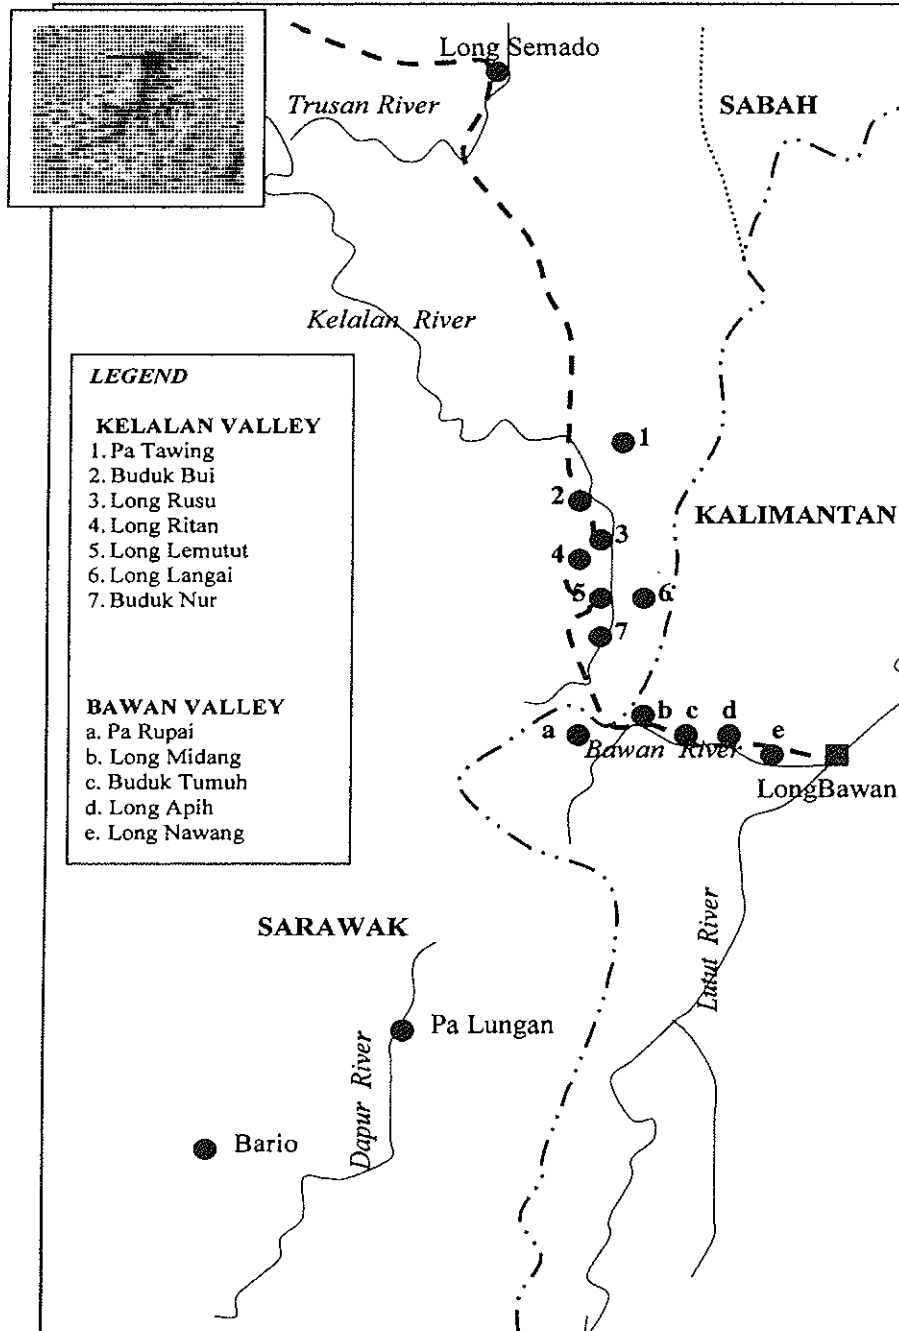 Long Semado
Trusan River
SABAH
Kelalan River
LEGEND
KELALAN VALLEY
1. Pa Tawing
2. Buduk Bui
3. Long Rusu
4. Long Ritan
5. Long Lemutut
6. Long Langai
7. Buduk Nur
BAWAN VALLEY
a. Pa Rupai
b. Long Midang
c. Buduk Tumuh
d. Long Apih
e. Long Nawang
1
2
KALIMANTAN
3
4
5
6
7
b c d
a
e
Bawan River
LongBawan
SARAWAK
Lutut River
Pa Lungan
Dapur River
Bario